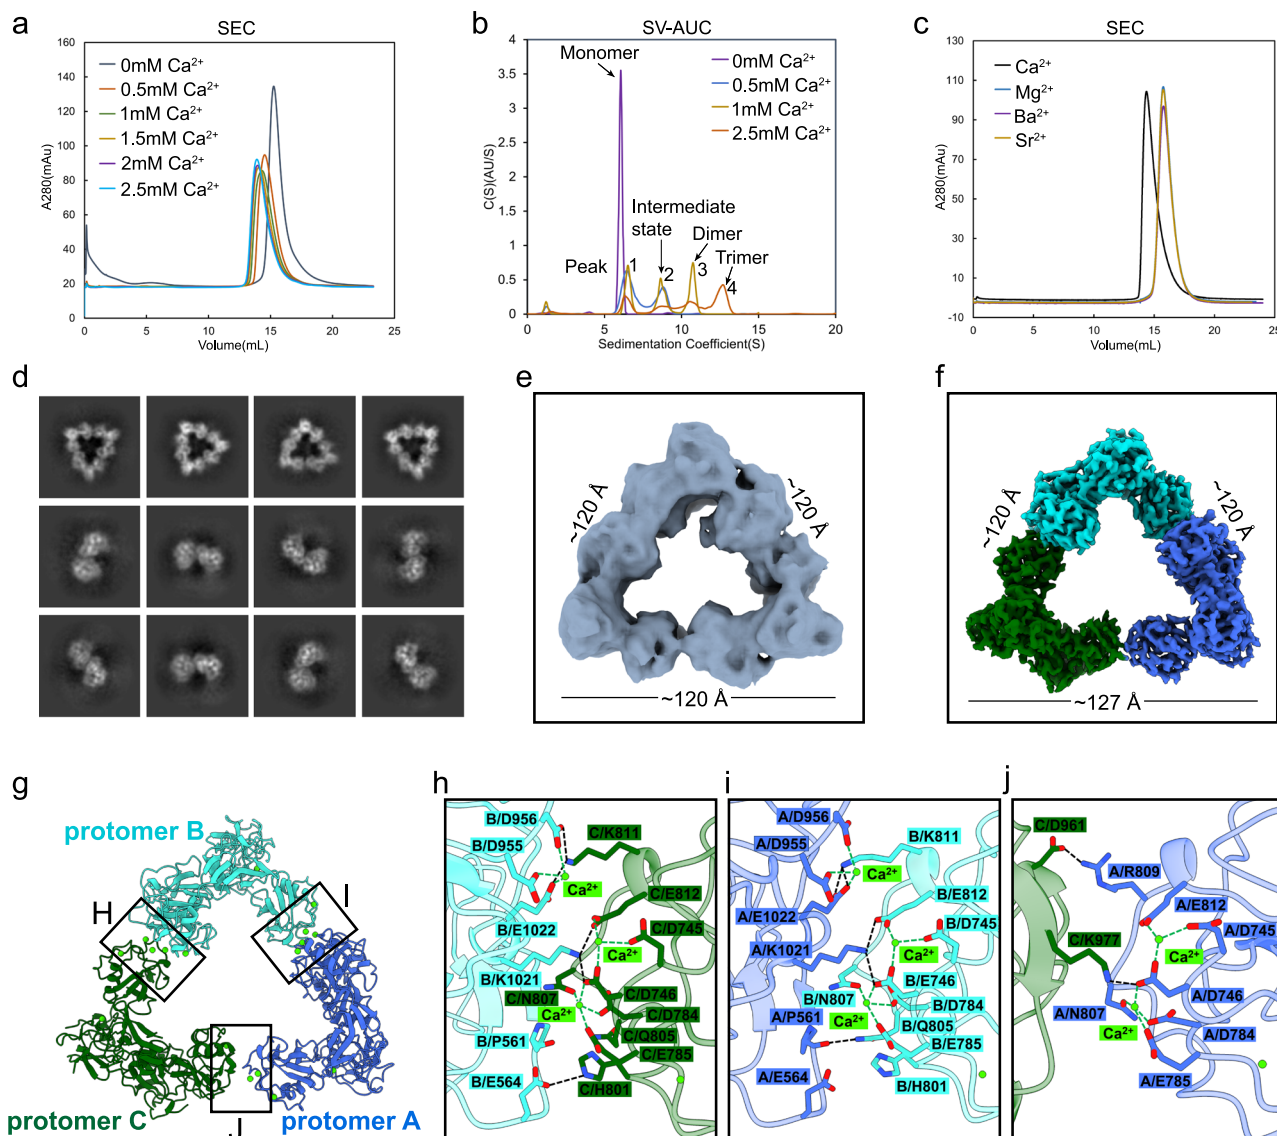 a
SEC
160
140
120
100
80
60
40
20
0
A280(mAu)
0mM Ca²⁺
0.5mM Ca²⁺
1mM Ca²⁺
1.5mM Ca²⁺
2mM Ca²⁺
2.5mM Ca²⁺
0 5 10 15 20 25
Volume(mL)
b
SV-AUC
4
3.5
3
2.5
2
1.5
1
0.5
0
C(S)(AU/S)
Monomer
0mM Ca²⁺
0.5mM Ca²⁺
1mM Ca²⁺
2.5mM Ca²⁺
Intermediate
state
Dimer
Trimer
Peak
1
2
3
4
0 5 10 15 20
Sedimentation Coefficient(S)
c
SEC
130
110
90
70
50
30
10
-10
A280(mAu)
Ca²⁺
Mg²⁺
Ba²⁺
Sr²⁺
0 5 10 15 20 25
Volume(mL)
d
e
~120 Å
~120 Å
~120 Å
f
~120 Å
~120 Å
~127 Å
g
protomer B
H
I
J
protomer C
protomer A
h
B/D956
C/K811
B/D955
Ca²⁺
C/E812
B/E1022
C/D745
B/K1021
C/N807
C/D746
C/D784
Ca²⁺
C/Q805
B/P561
C/E785
B/E564
C/H801
i
A/D956
A/D955
B/K811
Ca²⁺
A/E1022
B/E812
A/K1021
B/D745
Ca²⁺
B/E746
B/N807
B/D784
Ca²⁺
A/P561
B/Q805
B/E785
A/E564
B/H801
j
C/D961
A/R809
A/E812
A/D745
C/K977
Ca²⁺
A/D746
A/N807
Ca²⁺
A/D784
A/E785